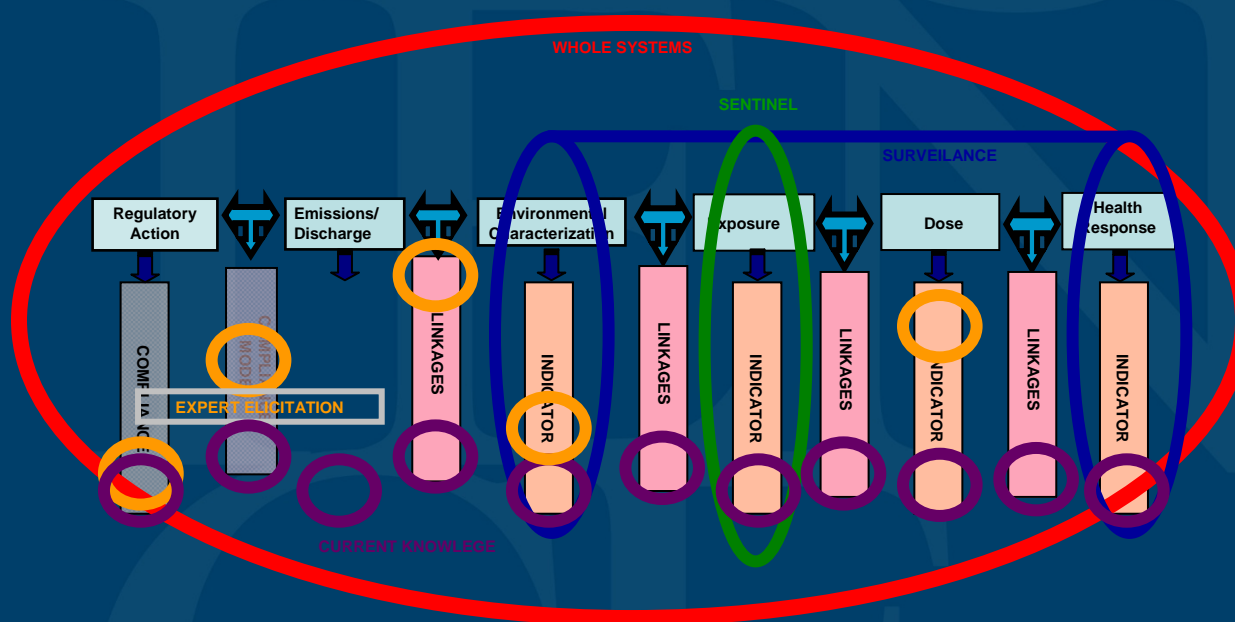 WHOLE SYSTEMS
SENTINEL
SURVEILANCE
Regulatory
Action
Emissions/
Discharge
Environmental
Characterization
Exposure
Dose
Health
Response
LINKAGES
INDICATOR
LINKAGES
INDICATOR
LINKAGES
INDICATOR
LINKAGES
INDICATOR
EXPERT ELICITATION
CURRENT KNOWLEGE